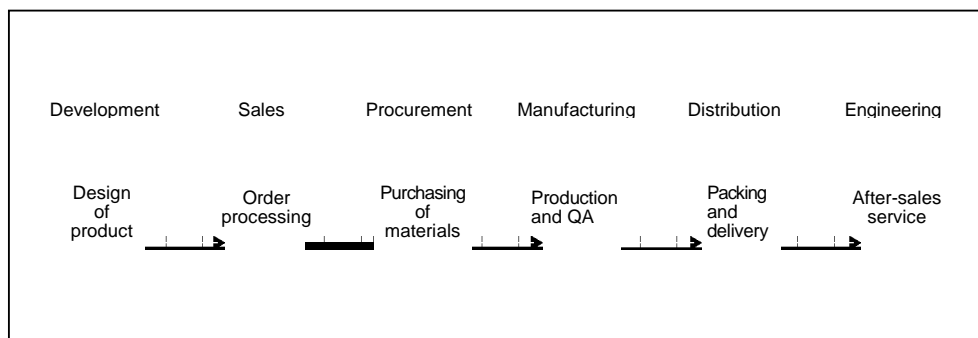 Development Sales Procurement Manufacturing Distribution Engineering
Design
of
product
Order
processing
Purchasing
of
materials
Production
and QA
Packing
and
delivery
After-sales
service